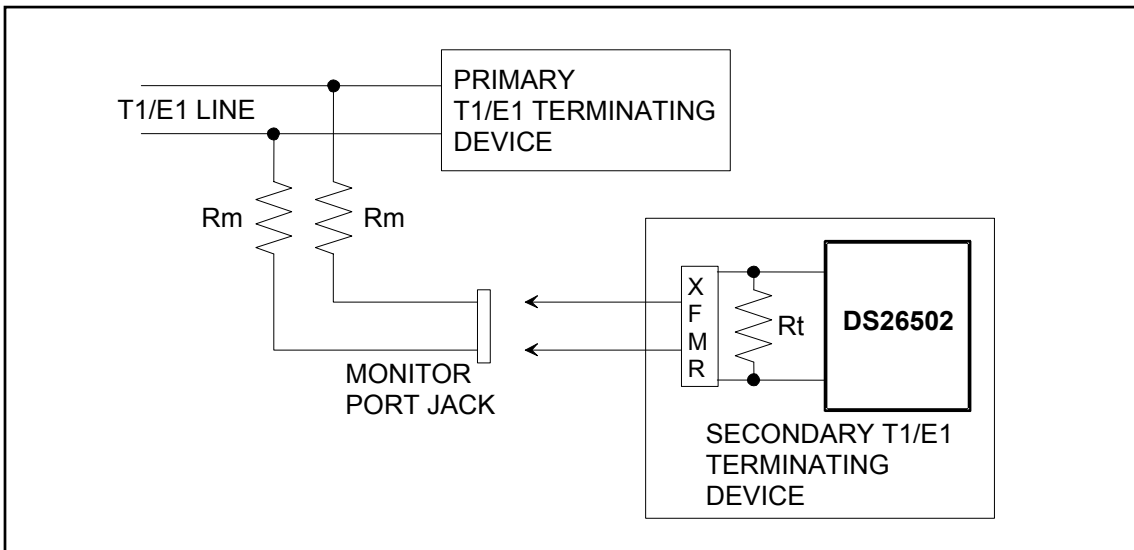 PRIMARY
T1/E1 TERMINATING
DEVICE
T1/E1 LINE
Rm
Rm
MONITOR
PORT JACK
X
F
M
R
Rt
DS26502
SECONDARY T1/E1
TERMINATING
DEVICE